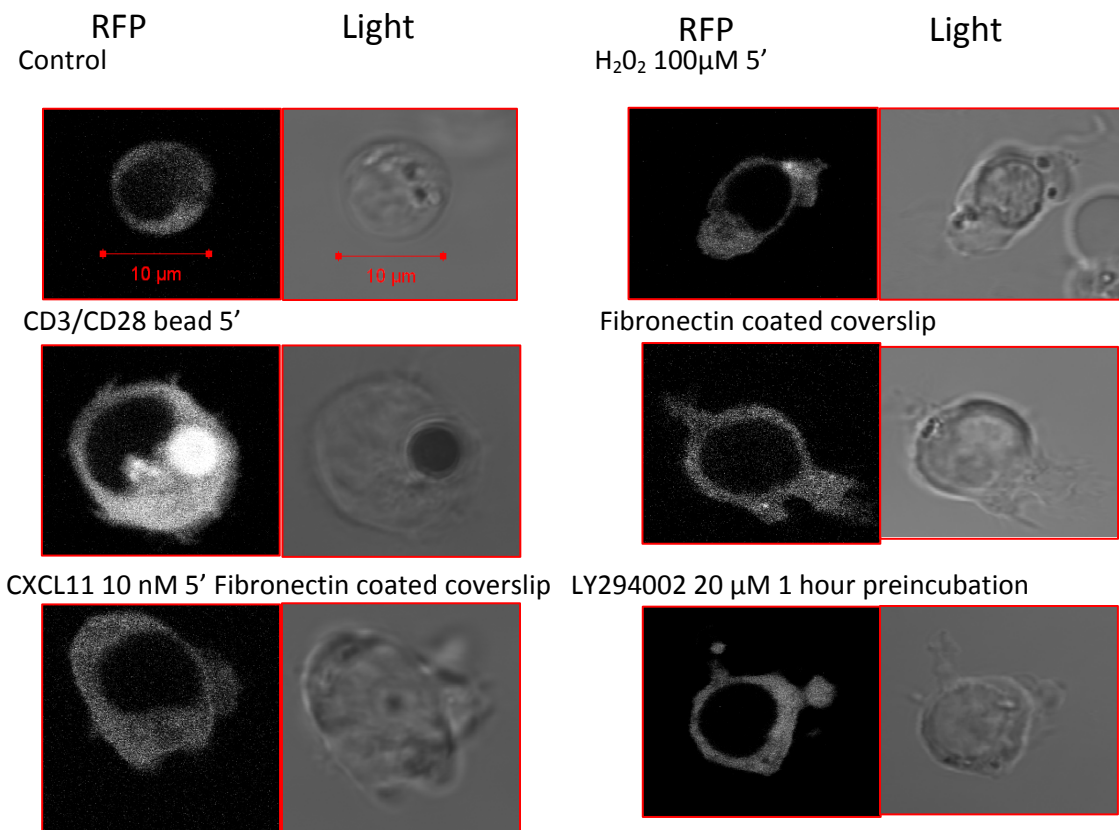 RFP Light RFP Light
Control H₂O₂ 100µM 5’
10 µm 10 µm
CD3/CD28 bead 5’ Fibronectin coated coverslip
CXCL11 10 nM 5’ Fibronectin coated coverslip LY294002 20 µM 1 hour preincubation